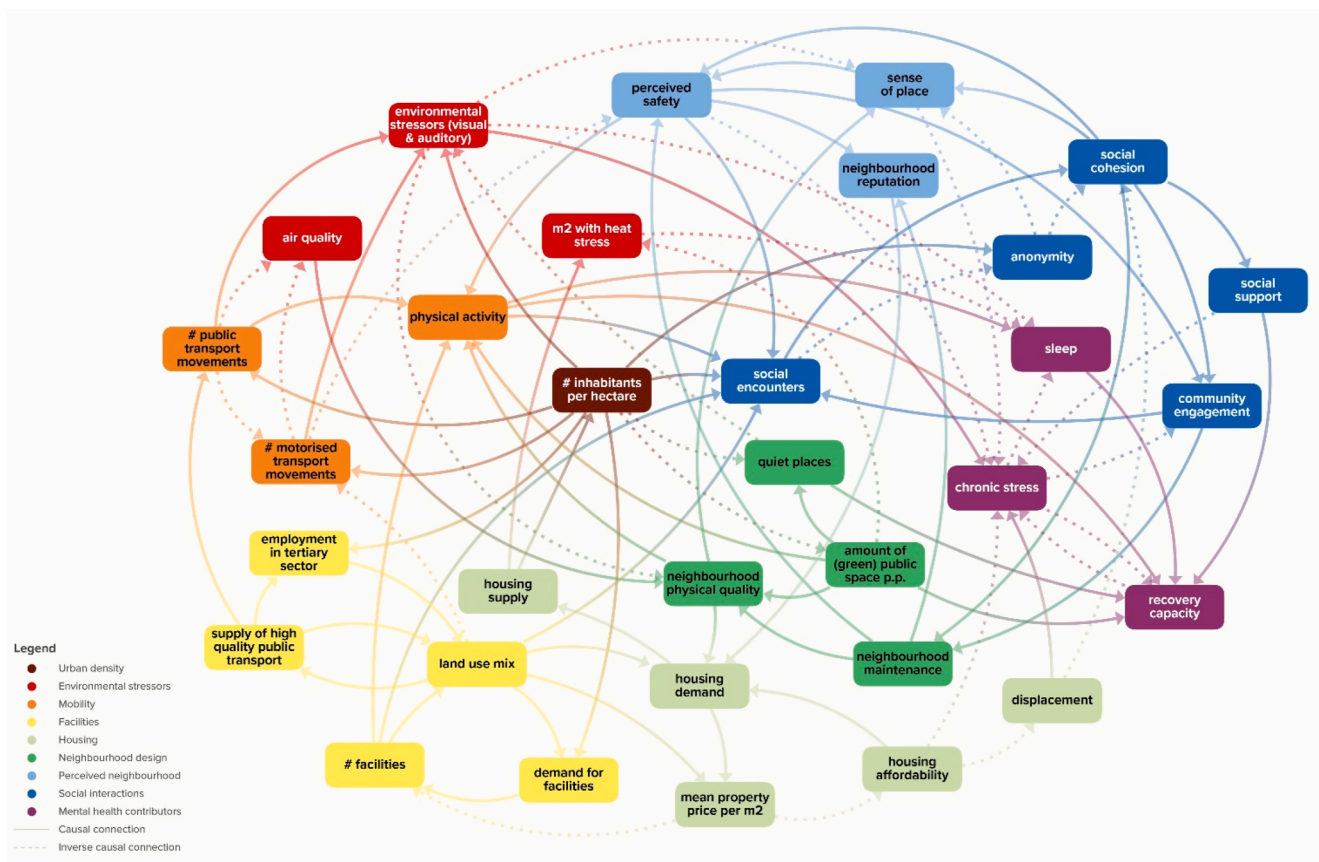 perceived
safety
sense
of place
environmental
stressors (visual
& auditory)
social
cohesion
neighbourhood
reputation
air quality
m2 with heat
stress
anonymity
social
support
physical activity
# public
transport
movements
sleep
# inhabitants
per hectare
social
encounters
community
engagement
# motorised
transport
movements
quiet places
chronic stress
employment
in tertiary
sector
housing
supply
neighbourhood
physical quality
amount of
(green) public
space p.p.
recovery
capacity
supply of high
quality public
transport
land use mix
housing
demand
neighbourhood
maintenance
displacement
# facilities
demand for
facilities
mean property
price per m2
housing
affordability
Legend
Urban density
Environmental stressors
Mobility
Facilities
Housing
Neighbourhood design
Perceived neighbourhood
Social interactions
Mental health contributors
Causal connection
Inverse causal connection